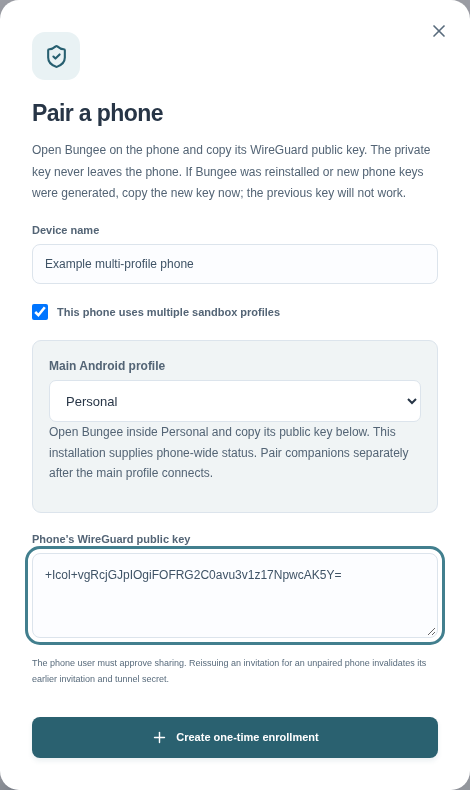 Pair a phone
Open Bungee on the phone and copy its WireGuard public key. The private
key never leaves the phone. If Bungee was reinstalled or new phone keys
were generated, copy the new key now; the previous key will not work.
Device name
Example multi-profile phone
This phone uses multiple sandbox profiles
Main Android profile
Personal
Open Bungee inside Personal and copy its public key below. This
installation supplies phone-wide status. Pair companions separately
after the main profile connects.
Phone's WireGuard public key
+Icol+vgRcjGJpIOgiFOFRG2C0avu3v1z17NpwcAK5Y=
The phone user must approve sharing. Reissuing an invitation for an unpaired phone invalidates its
earlier invitation and tunnel secret.
Create one-time enrollment